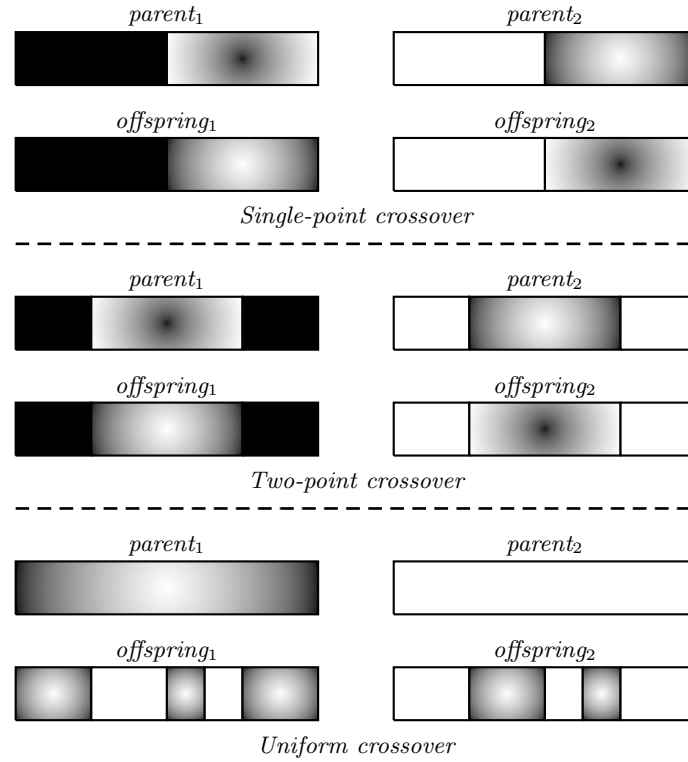 parent₁ parent₂
offspring₁ offspring₂
Single-point crossover
parent₁ parent₂
offspring₁ offspring₂
Two-point crossover
parent₁ parent₂
offspring₁ offspring₂
Uniform crossover